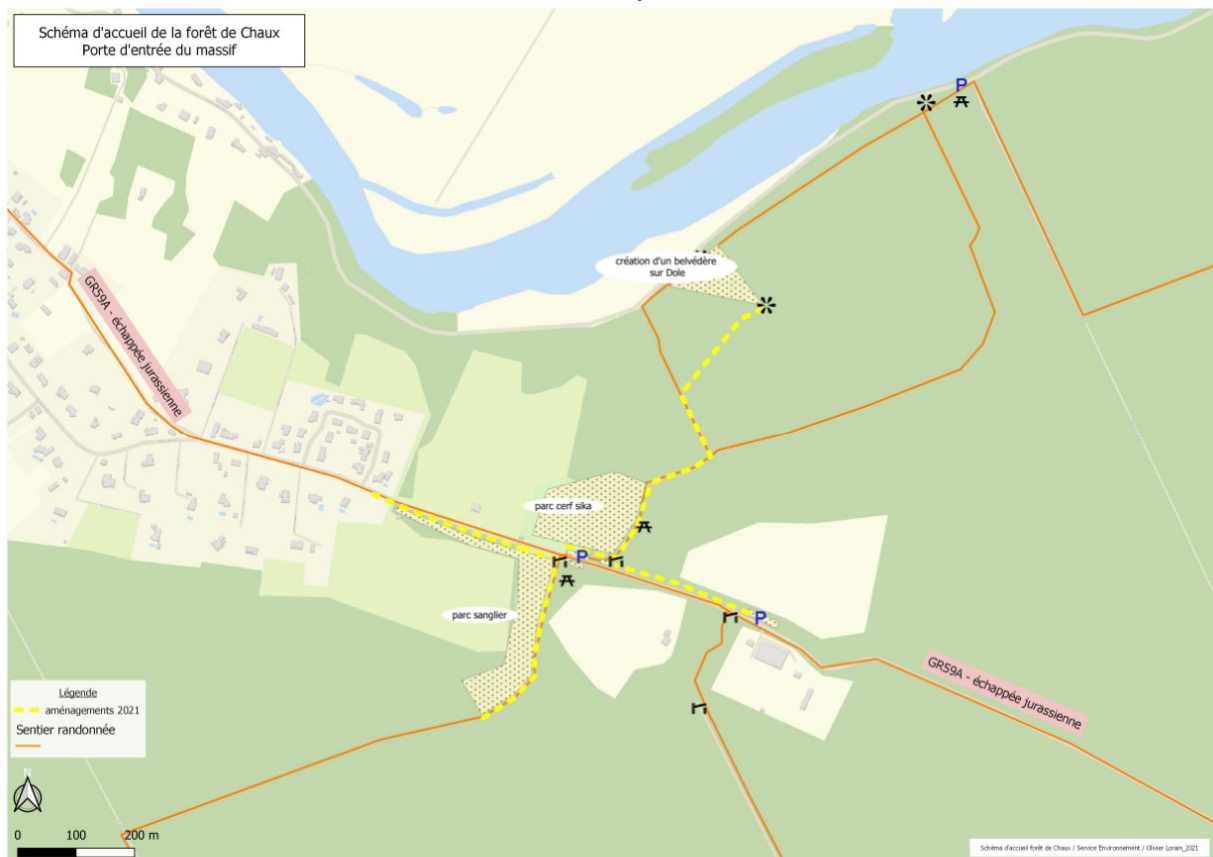 Schéma d'accueil de la forêt de Chaux
Porte d'entrée du massif
P
création d'un belvédère
sur Dole
GR59A - échappée jurassienne
parc cerf sika
P
parc sanglier
P
GR59A - échappée jurassienne
Légende
aménagements 2021
Sentier randonnée
N
0 100 200 m
Schéma d'accueil forêt de Chaux / Service Environnement / Olivier Lorain_2021